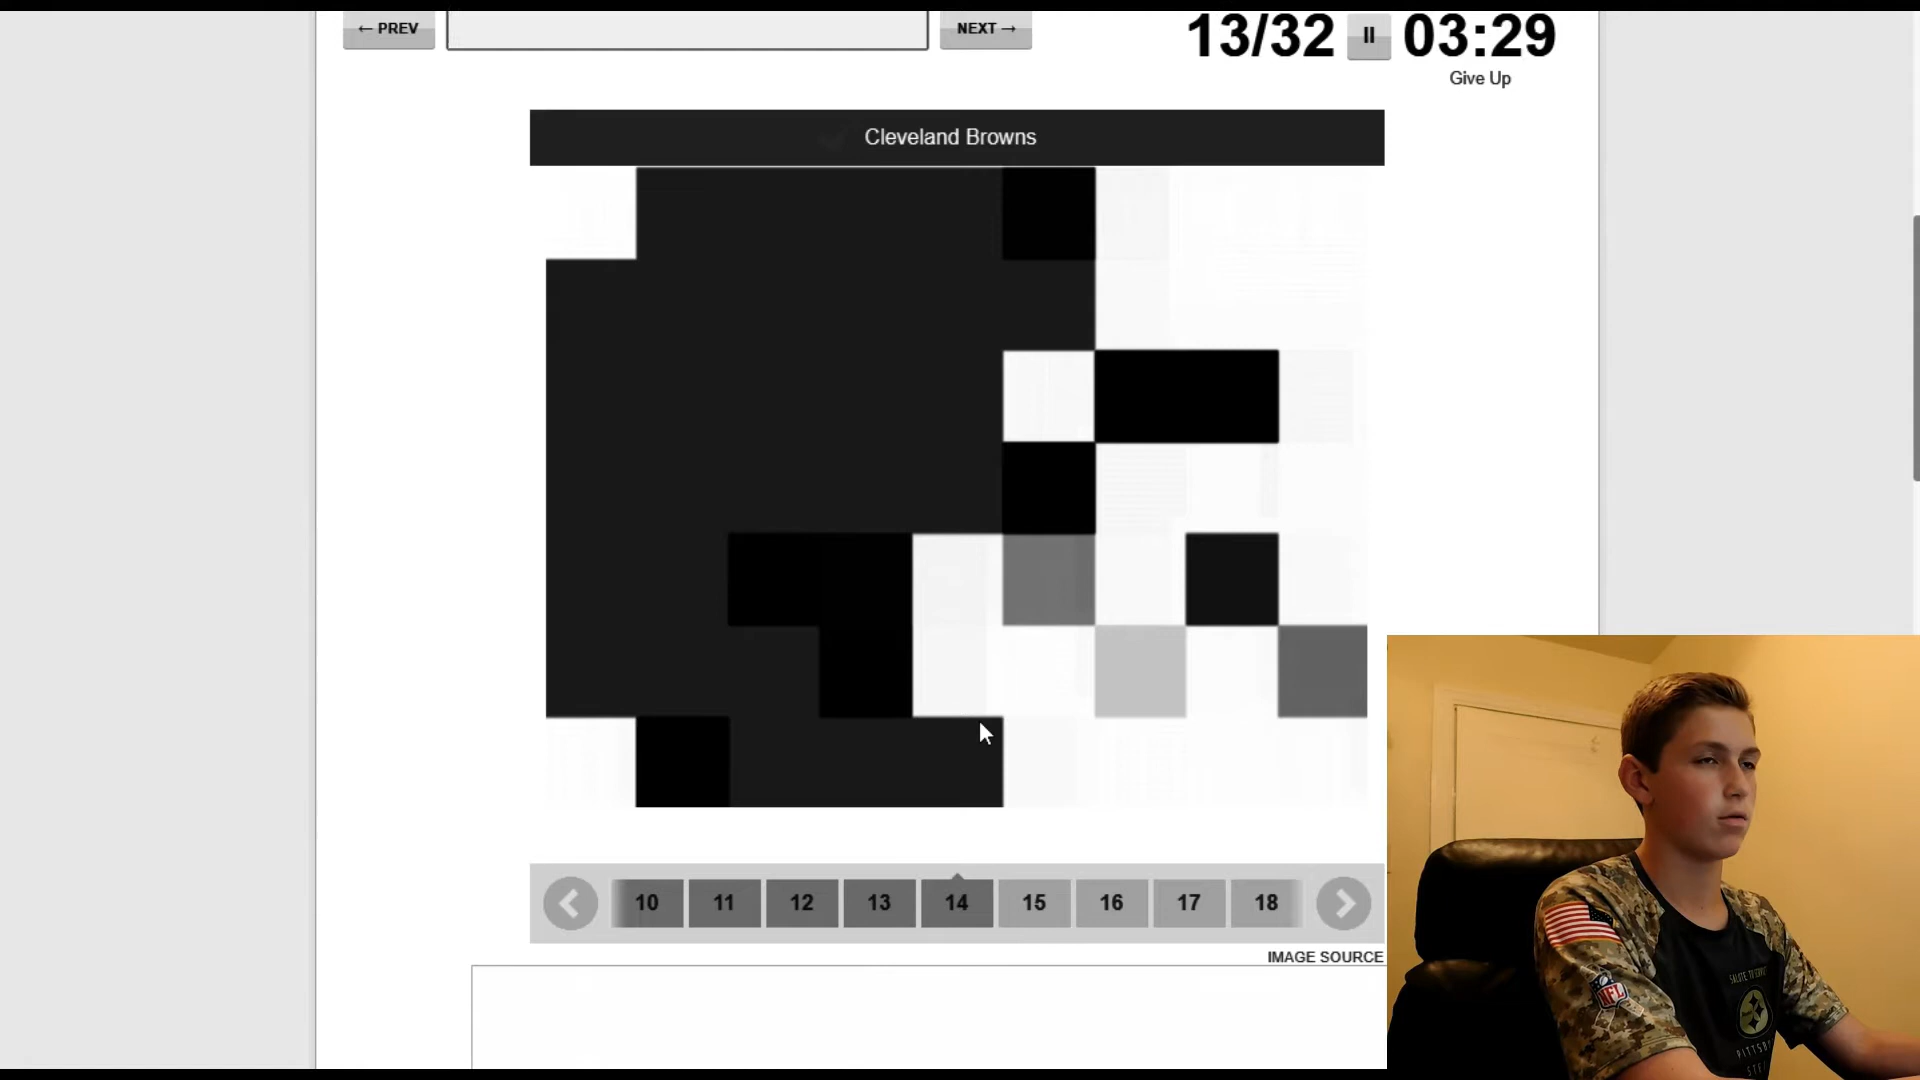 ← PREV
NEXT →
13/32
03:29
Give Up
Cleveland Browns
10
11
12
13
14
15
16
17
18
IMAGE SOURCE
NFL